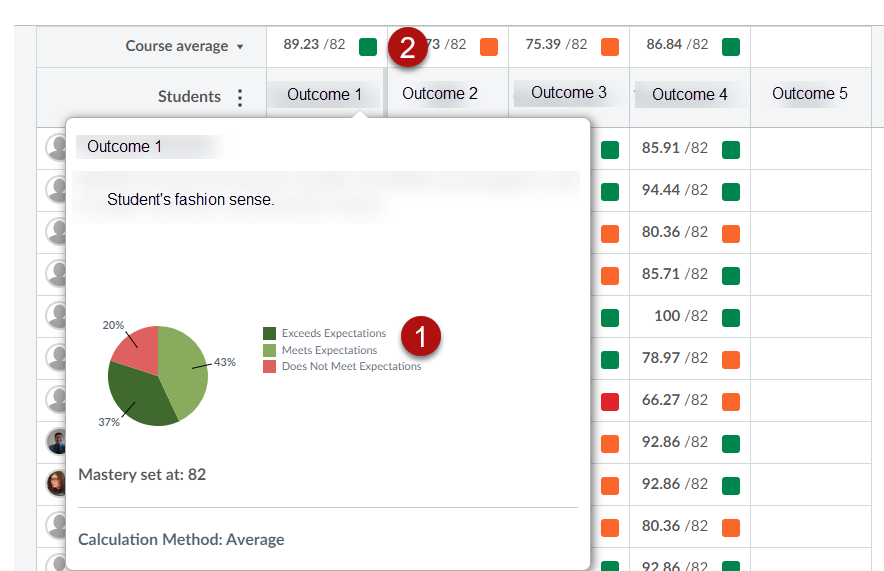 Course average 89.23 /82 2 73 /82 75.39 /82 86.84 /82
Students Outcome 1 Outcome 2 Outcome 3 Outcome 4 Outcome 5
Outcome 1
85.91 /82
Student's fashion sense.
94.44 /82
80.36 /82
85.71 /82
100 /82
20%
Exceeds Expectations 1
Meets Expectations
43%
Does Not Meet Expectations
78.97 /82
66.27 /82
37%
92.86 /82
Mastery set at: 82
92.86 /82
80.36 /82
Calculation Method: Average
92.86 /82